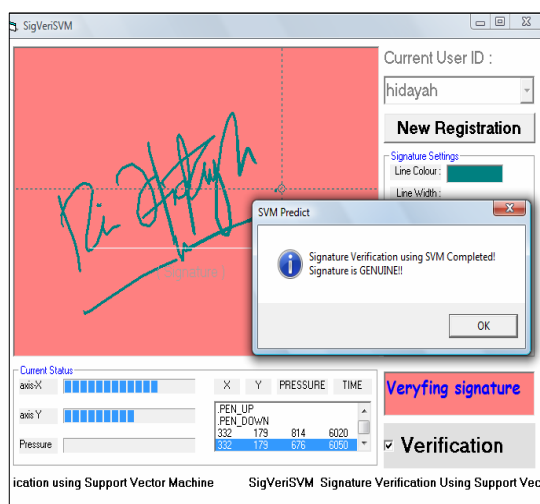 SigVeriSVM
Current User ID :
hidayah
New Registration
Signature Settings
Line Colour :
Line Width :
SVM Predict
Signature Verification using SVM Completed!
Signature is GENUINE!!
OK
Current Status
axis-X
axis Y
Pressure
X Y PRESSURE TIME
.PEN_UP
.PEN_DOWN
332 179 814 6020
332 179 676 6050
Veryfing signature
Verification
ication using Support Vector Machine SigVeriSVM Signature Verification Using Support Vec